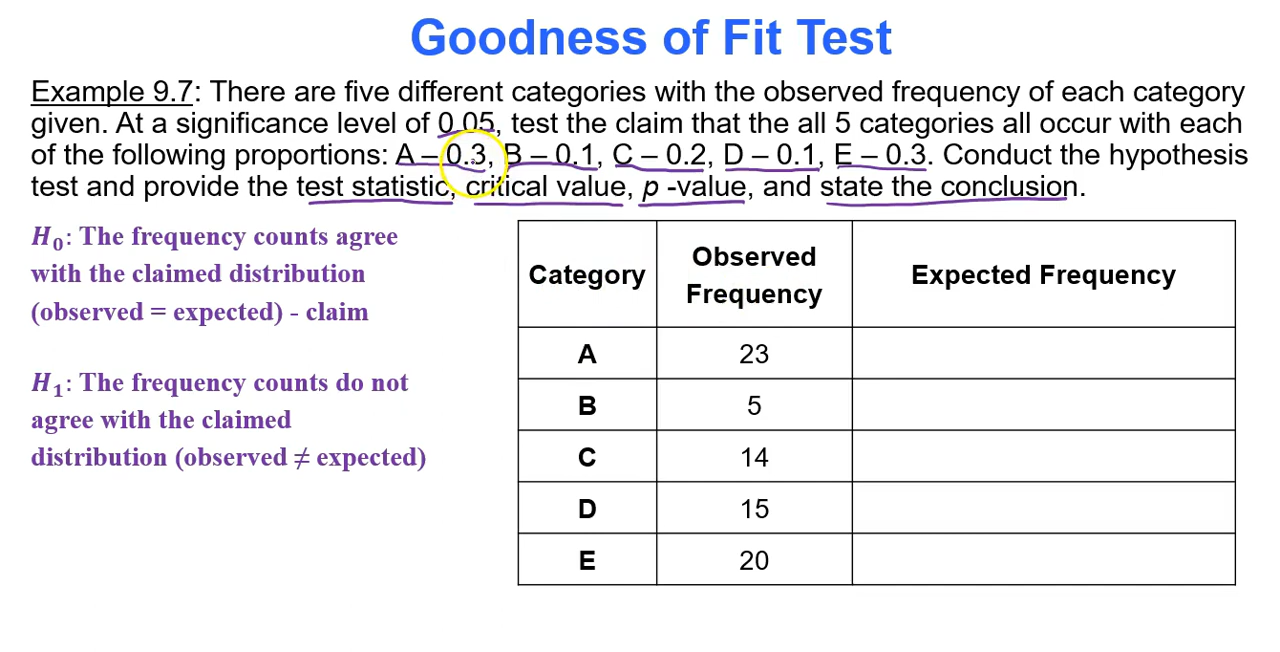 Goodness of Fit Test
Example 9.7: There are five different categories with the observed frequency of each category
given. At a significance level of 0.05, test the claim that the all 5 categories all occur with each
of the following proportions: A – 0.3, B – 0.1, C – 0.2, D – 0.1, E – 0.3. Conduct the hypothesis
test and provide the test statistic, critical value, p -value, and state the conclusion.
H₀: The frequency counts agree
with the claimed distribution
(observed = expected) - claim
H₁: The frequency counts do not
agree with the claimed
distribution (observed ≠ expected)
Category Observed Frequency Expected Frequency
A 23
B 5
C 14
D 15
E 20